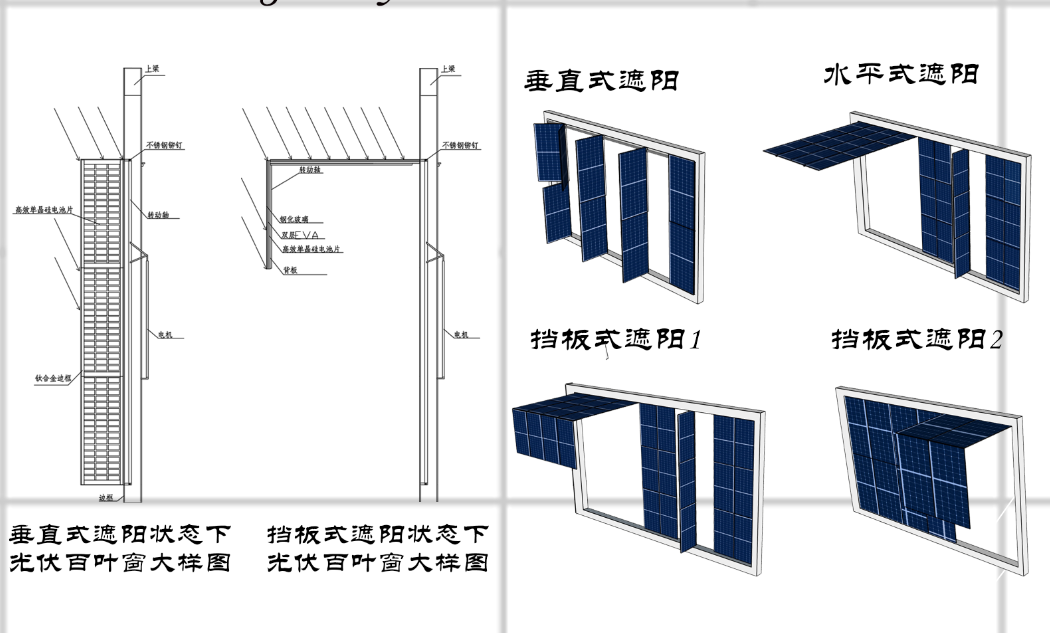 上梁
不锈钢铆钉
高效单晶硅电池片
转动轴
电机
钛合金边框
边框
垂直式遮阳状态下
光伏百叶窗大样图
上梁
不锈钢铆钉
转动轴
钢化玻璃
双层EVA
高效单晶硅电池片
背板
电机
挡板式遮阳状态下
光伏百叶窗大样图
垂直式遮阳
水平式遮阳
挡板式遮阳1
挡板式遮阳2